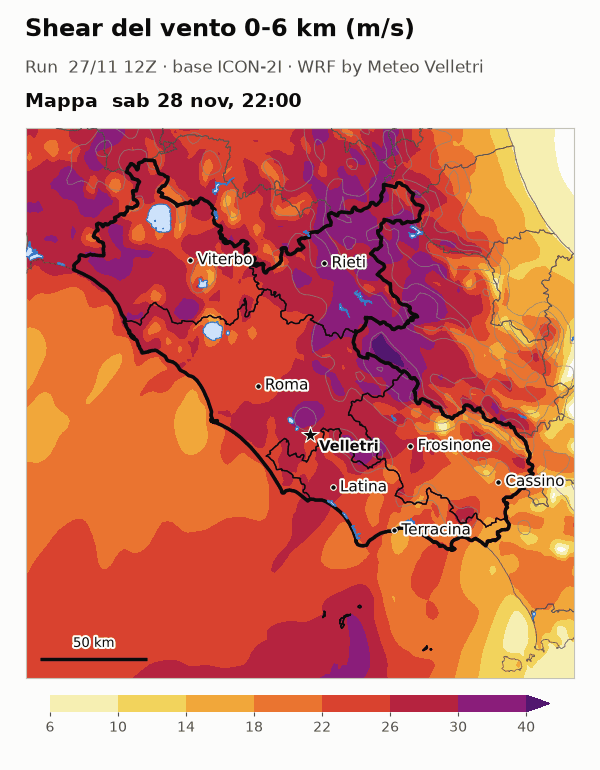 Shear del vento 0-6 km (m/s)
Run  27/11 12Z · base ICON-2I · WRF by Meteo Velletri
Mappa  sab 28 nov, 22:00
Viterbo
Rieti
Roma
Velletri
Frosinone
Cassino
Latina
Terracina
50 km
6 10 14 18 22 26 30 40